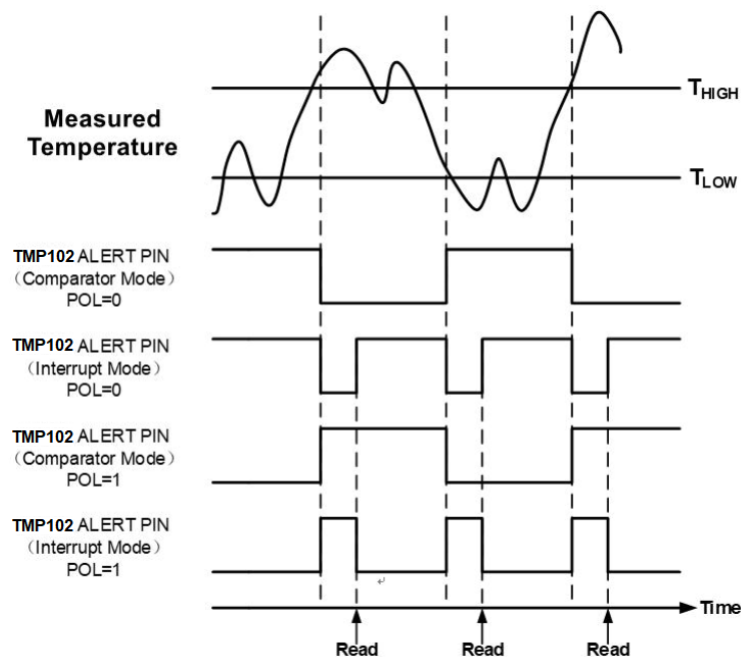 THIGH
Measured
Temperature
TLOW
TMP102 ALERT PIN
（Comparator Mode）
POL=0
TMP102 ALERT PIN
（Interrupt Mode）
POL=0
TMP102 ALERT PIN
（Comparator Mode）
POL=1
TMP102 ALERT PIN
（Interrupt Mode）
POL=1
Time
Read Read Read